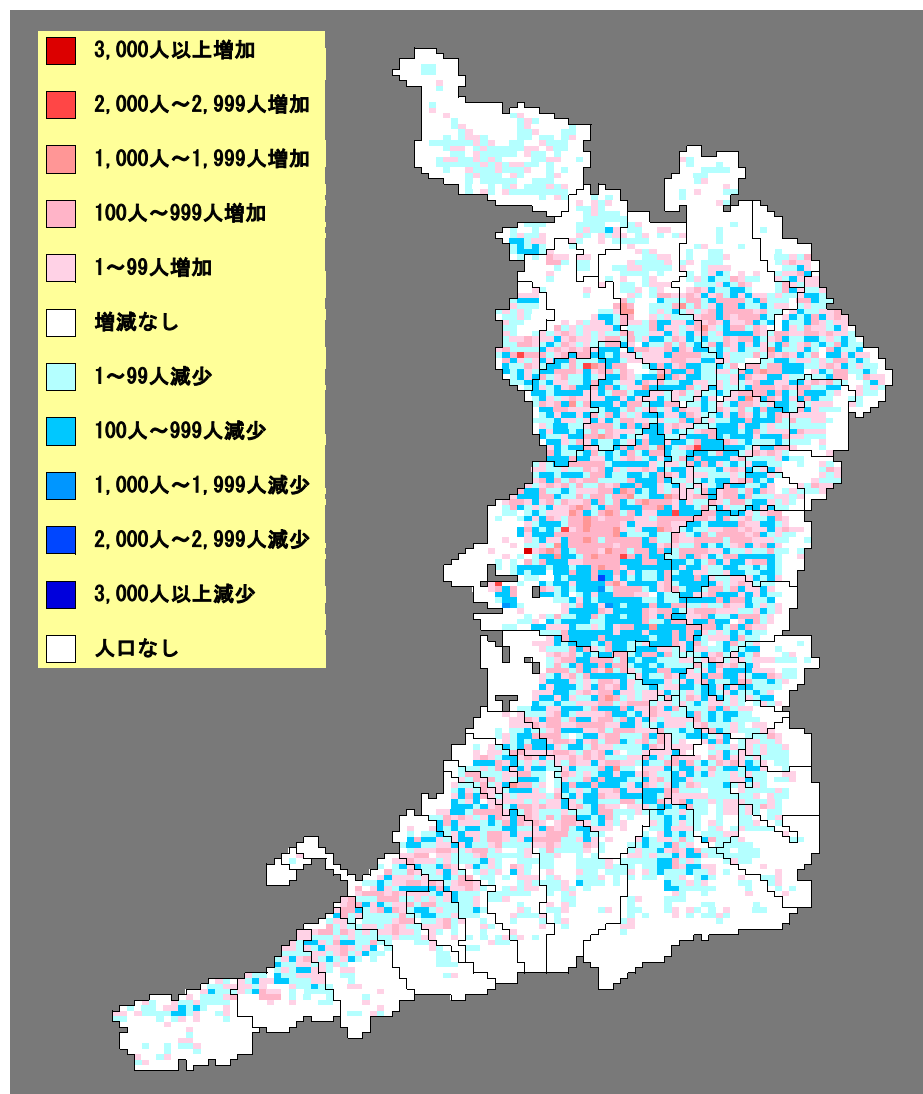 3,000人以上増加
2,000人～2,999人増加
1,000人～1,999人増加
100人～999人増加
1～99人増加
増減なし
1～99人減少
100人～999人減少
1,000人～1,999人減少
2,000人～2,999人減少
3,000人以上減少
人口なし